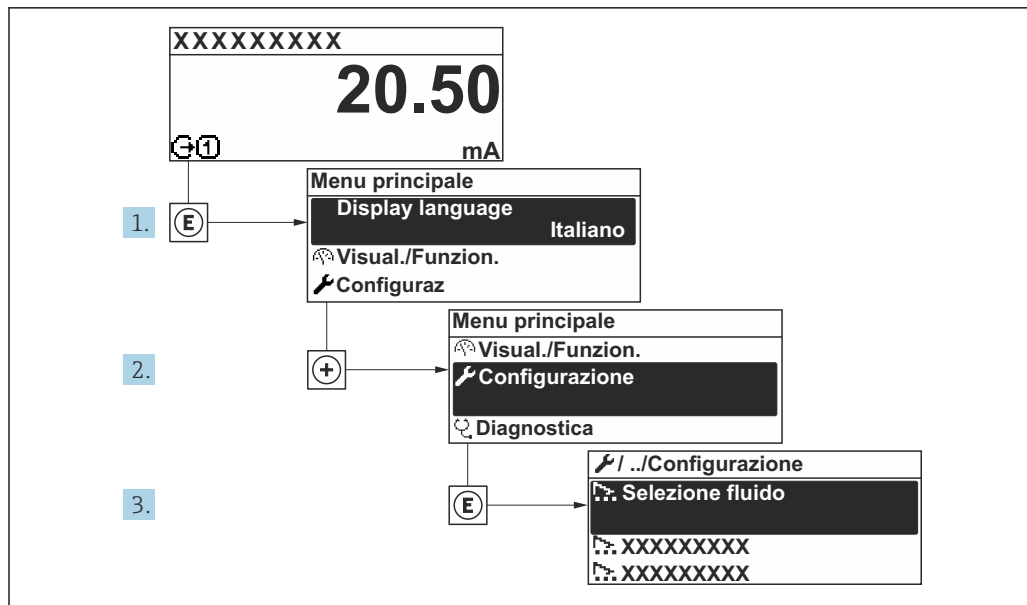 XXXXXXXXX
20.50
1
mA
Menu principale
1.
E
Display language
Italiano
Visual./Funzion.
Configuraz
Menu principale
2.
+
Visual./Funzion.
Configurazione
Diagnostica
/ ../Configurazione
3.
E
Selezione fluido
XXXXXXXXX
XXXXXXXXX